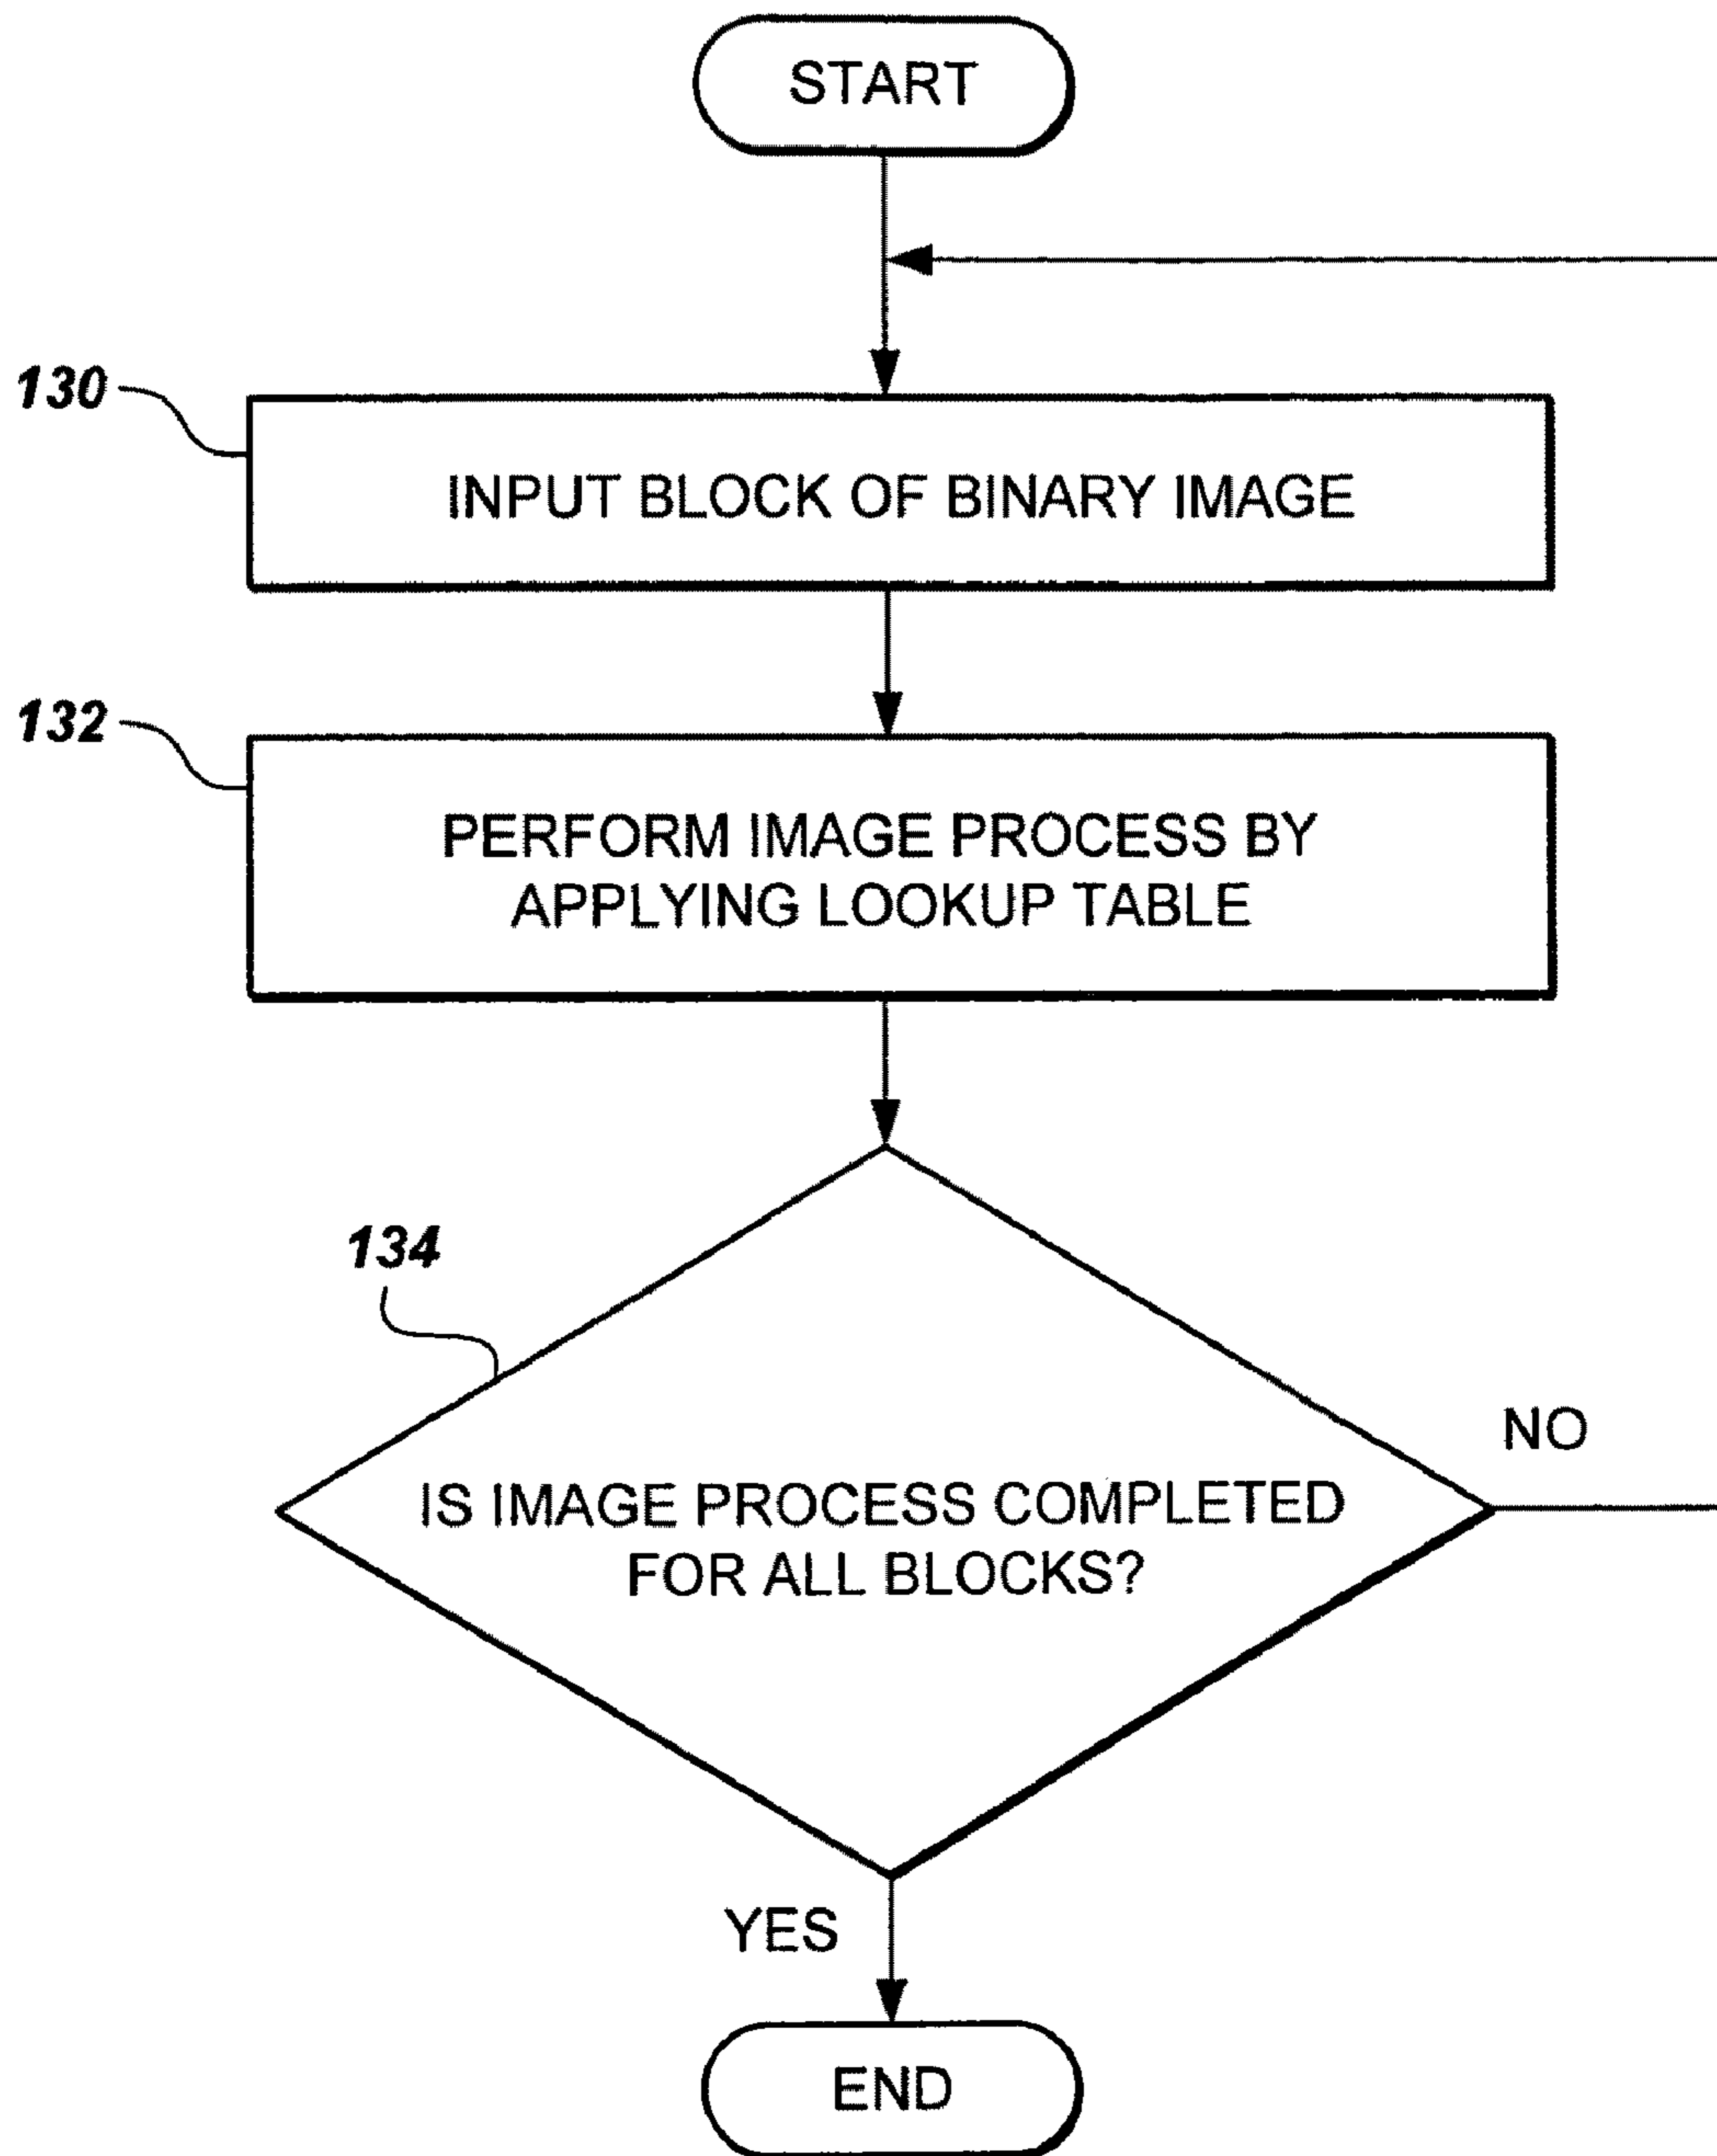 START
130
INPUT BLOCK OF BINARY IMAGE
132
PERFORM IMAGE PROCESS BY
APPLYING LOOKUP TABLE
134
NO
IS IMAGE PROCESS COMPLETED
FOR ALL BLOCKS?
YES
END